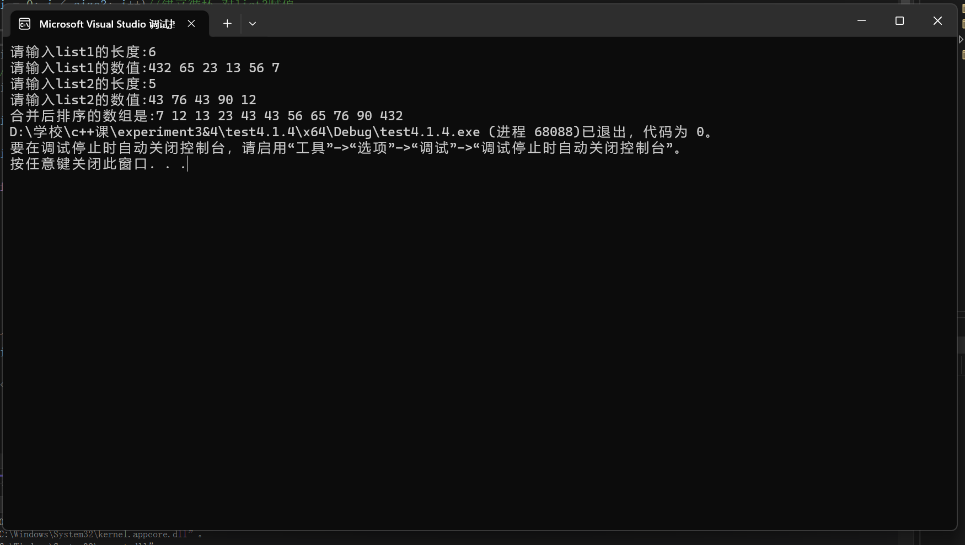 Microsoft Visual Studio 调试
请输入list1的长度:6
请输入list1的数值:432 65 23 13 56 7
请输入list2的长度:5
请输入list2的数值:43 76 43 90 12
合并后排序的数组是:7 12 13 23 43 43 56 65 76 90 432
D:\学校\c++课\experiment3&4\test4.1.4\x64\Debug\test4.1.4.exe (进程 68088)已退出，代码为 0。
要在调试停止时自动关闭控制台，请启用“工具”->“选项”->“调试”->“调试停止时自动关闭控制台”。
按任意键关闭此窗口. . .
C:\Windows\System32\kernel.appcore.dll”。